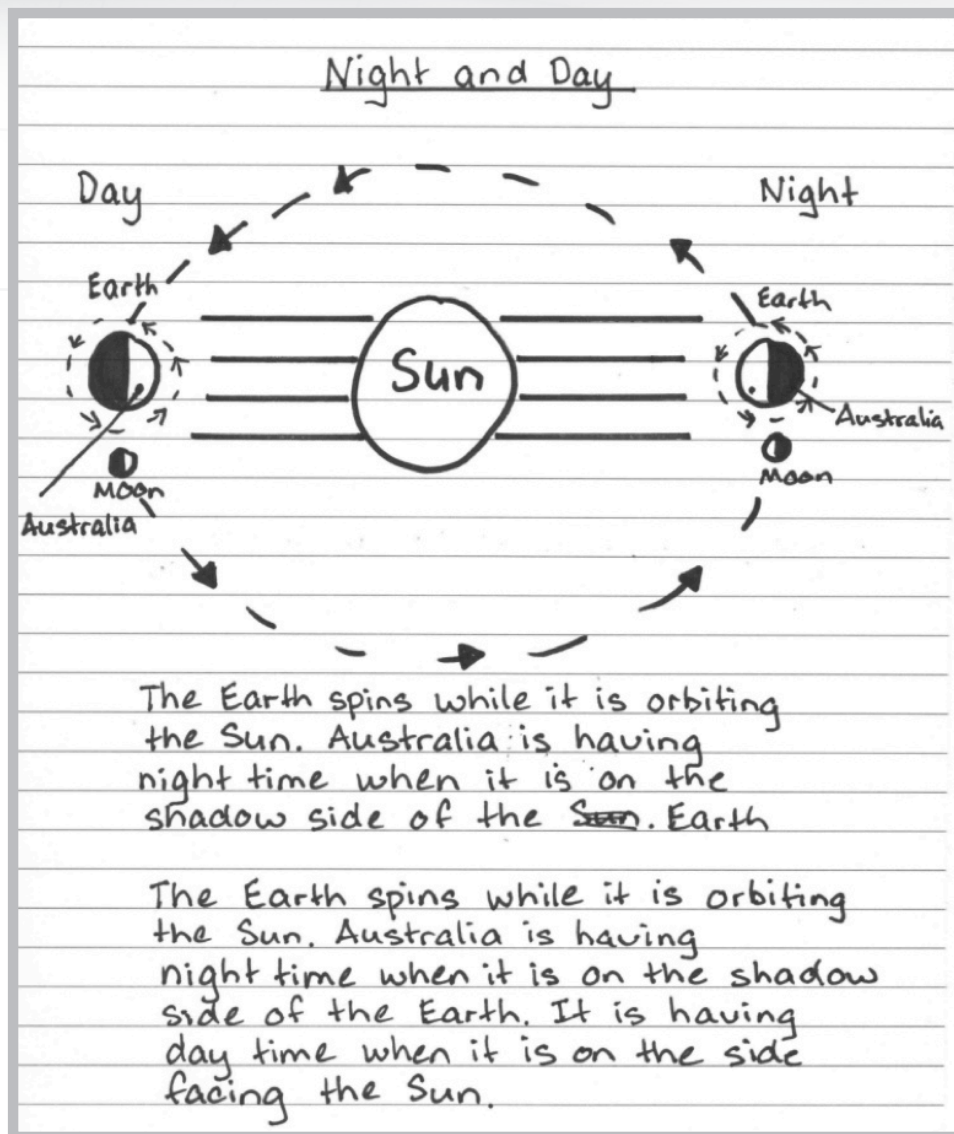 Night and Day
Day
Night
Earth
Earth
Sun
Australia
Moon
Moon
Australia
The Earth spins while it is orbiting
the Sun. Australia is having
night time when it is on the
shadow side of the Sun. Earth
The Earth spins while it is orbiting
the Sun. Australia is having
night time when it is on the shadow
side of the Earth. It is having
day time when it is on the side
facing the Sun.